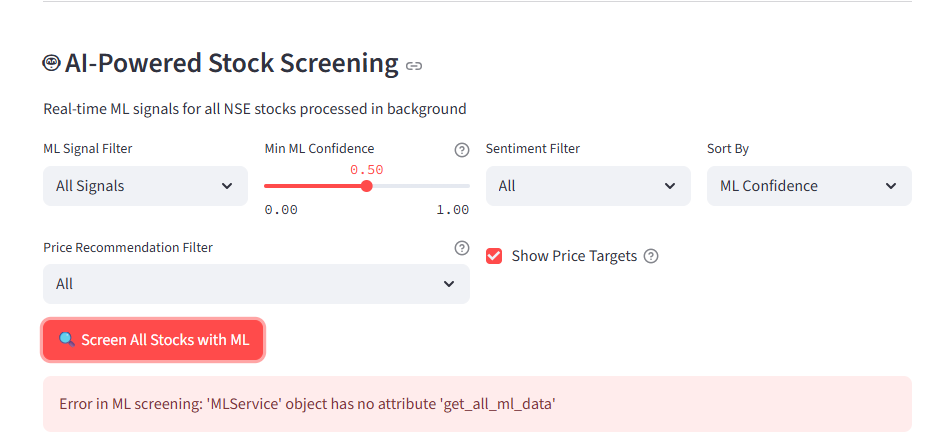 AI-Powered Stock Screening
Real-time ML signals for all NSE stocks processed in background
ML Signal Filter
Min ML Confidence
Sentiment Filter
Sort By
All Signals
0.50
All
ML Confidence
0.00
1.00
Price Recommendation Filter
Show Price Targets
All
Screen All Stocks with ML
Error in ML screening: 'MLService' object has no attribute 'get_all_ml_data'